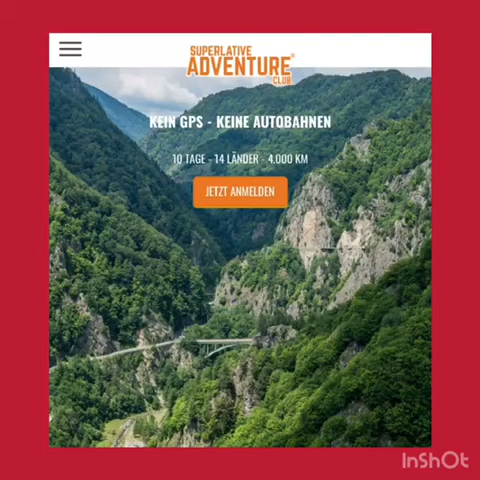 SUPERLATIVE
ADVENTURE
CLUB
KEIN GPS - KEINE AUTOBAHNEN
10 TAGE - 14 LÄNDER - 4.000 KM
JETZT ANMELDEN
InShOt